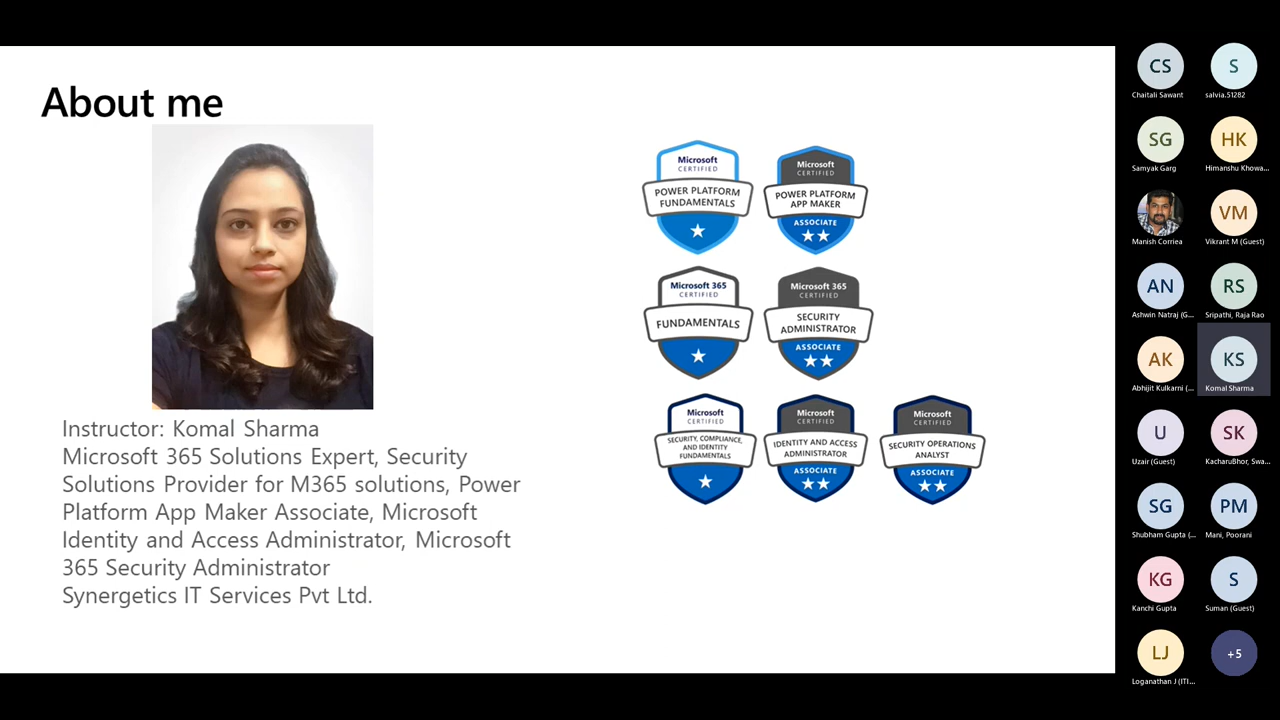 About me
Instructor: Komal Sharma
Microsoft 365 Solutions Expert, Security
Solutions Provider for M365 solutions, Power
Platform App Maker Associate, Microsoft
Identity and Access Administrator, Microsoft
365 Security Administrator
Synergetics IT Services Pvt Ltd.
Microsoft
CERTIFIED
POWER PLATFORM
FUNDAMENTALS
Microsoft
CERTIFIED
POWER PLATFORM
APP MAKER
ASSOCIATE
Microsoft 365
CERTIFIED
FUNDAMENTALS
Microsoft 365
CERTIFIED
SECURITY
ADMINISTRATOR
ASSOCIATE
Microsoft
CERTIFIED
SECURITY, COMPLIANCE,
AND IDENTITY
FUNDAMENTALS
Microsoft
CERTIFIED
IDENTITY AND ACCESS
ADMINISTRATOR
ASSOCIATE
Microsoft
CERTIFIED
SECURITY OPERATIONS
ANALYST
ASSOCIATE
CS
Chaitali Sawant
S
salvia.51282
SG
Samyak Garg
HK
Himanshu Khowa...
Manish Corriea
VM
Vikrant M (Guest)
AN
Ashwin Natraj (G...
RS
Sripathi, Raja Rao
AK
Abhijit Kulkarni (...
KS
Komal Sharma
U
Uzair (Guest)
SK
KacharuBhor, Swa...
SG
Shubham Gupta (...
PM
Mani, Poorani
KG
Kanchi Gupta
S
Suman (Guest)
LJ
Loganathan J (ITI...
+5